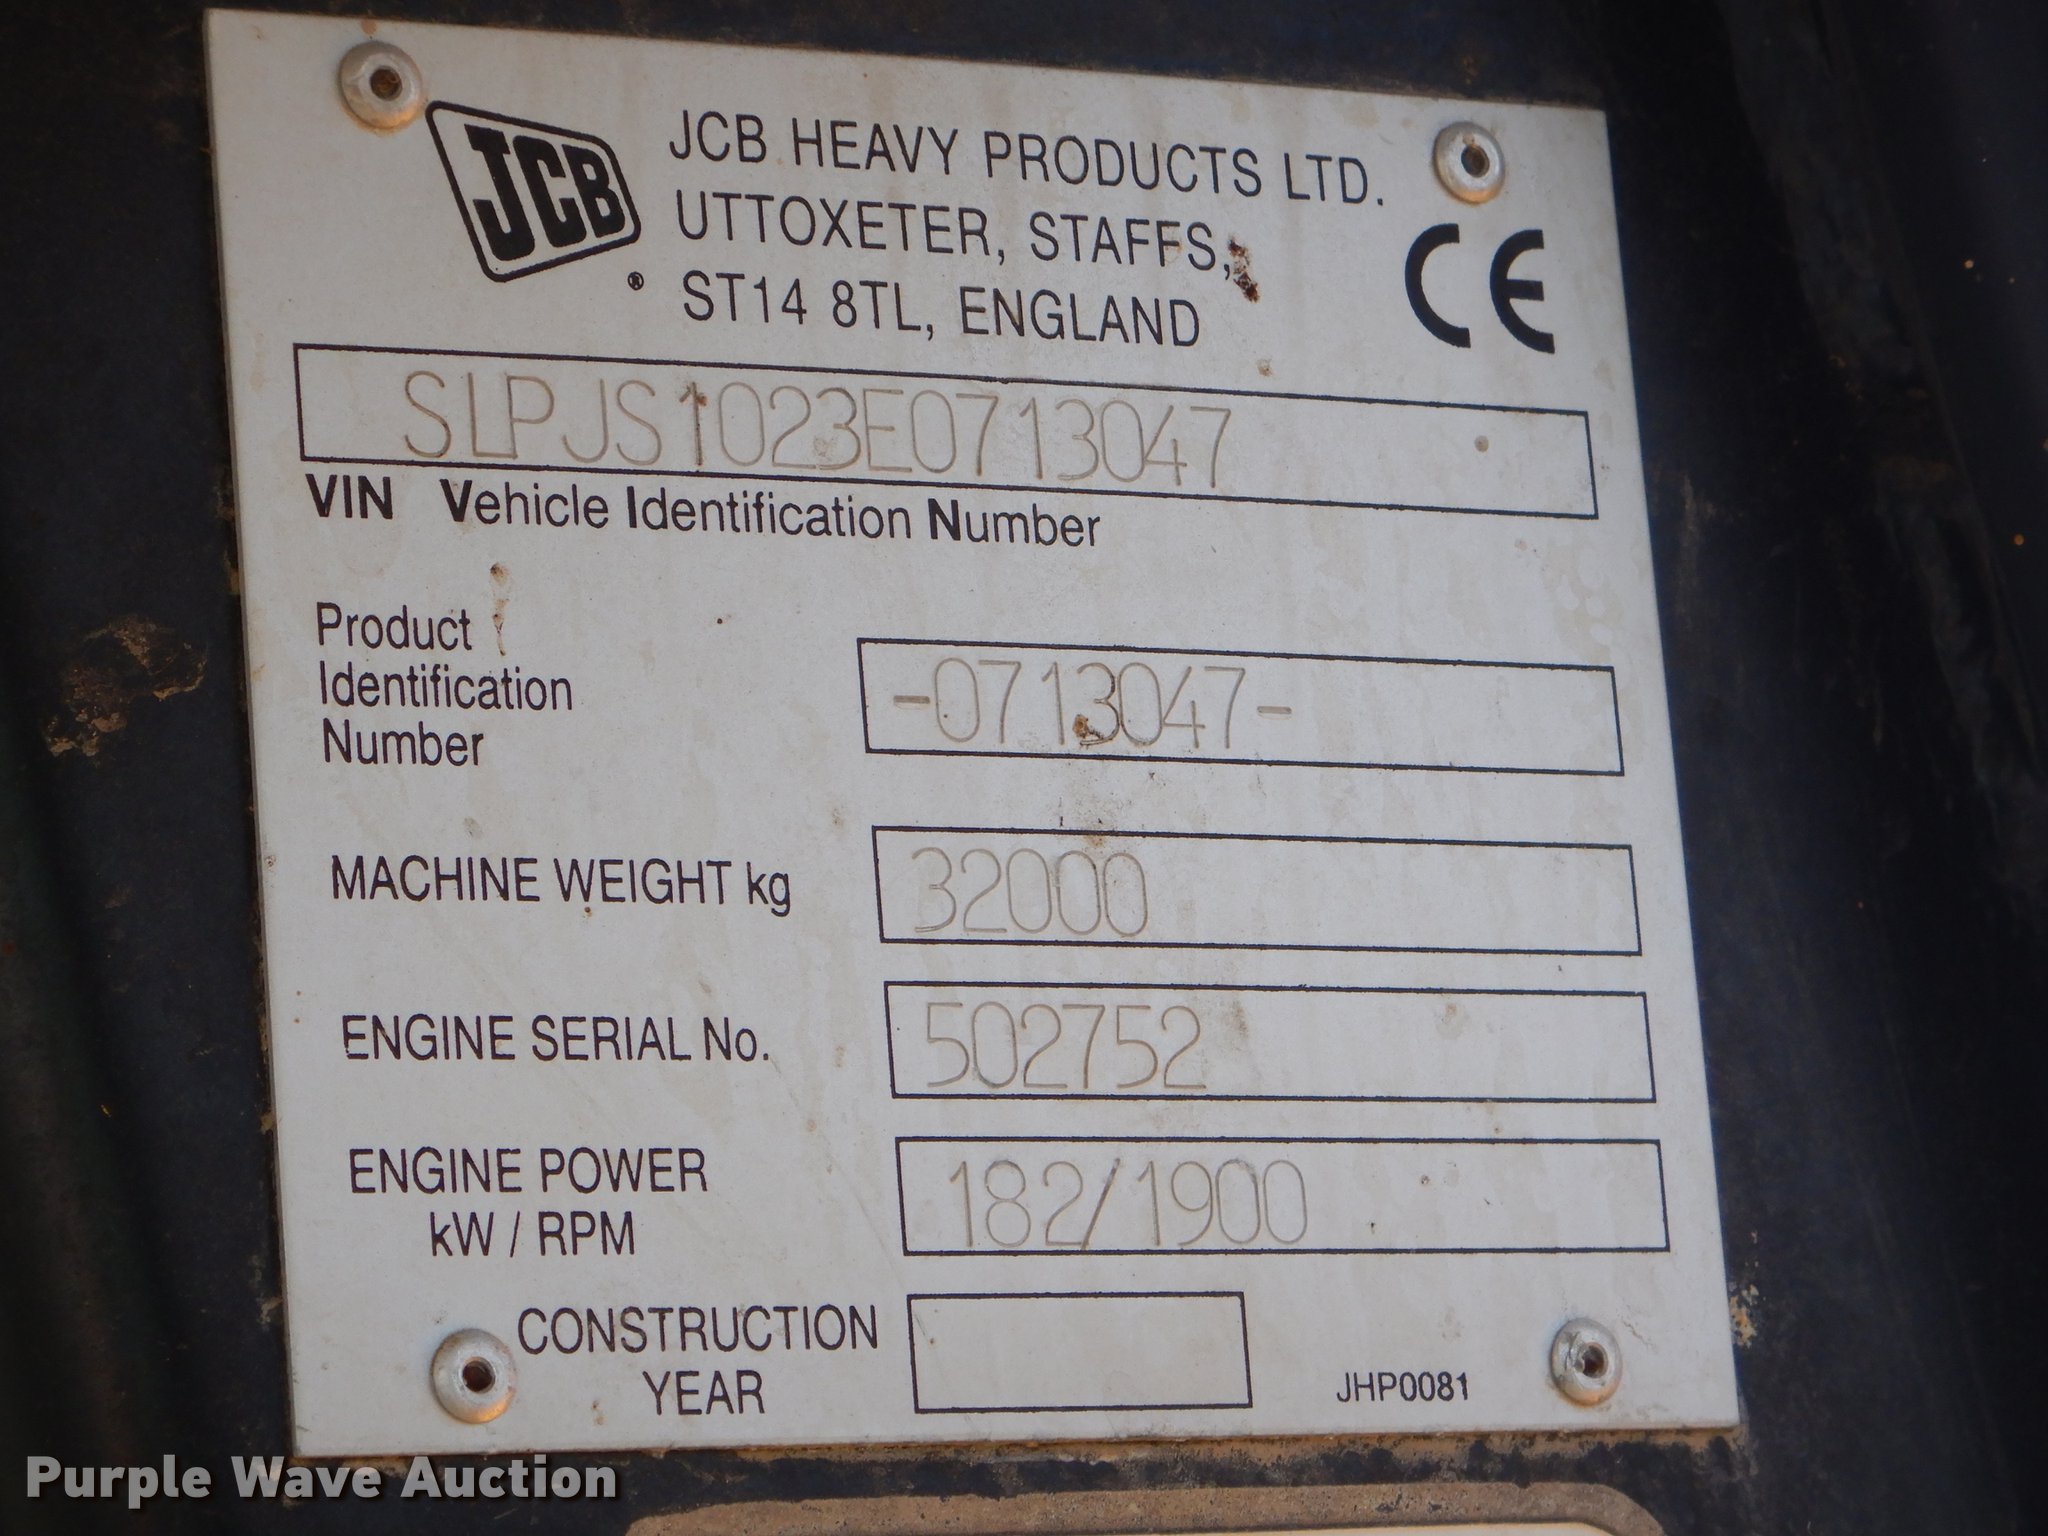 JCB
®
JCB HEAVY PRODUCTS LTD.
UTTOXETER, STAFFS,
ST14 8TL, ENGLAND
CE
SLPJS1023E0713047
VIN Vehicle Identification Number
Product
Identification
Number
-0713047-
MACHINE WEIGHT kg
32000
ENGINE SERIAL No.
502752
ENGINE POWER
kW / RPM
182/1900
CONSTRUCTION
YEAR
JHP0081
Purple Wave Auction